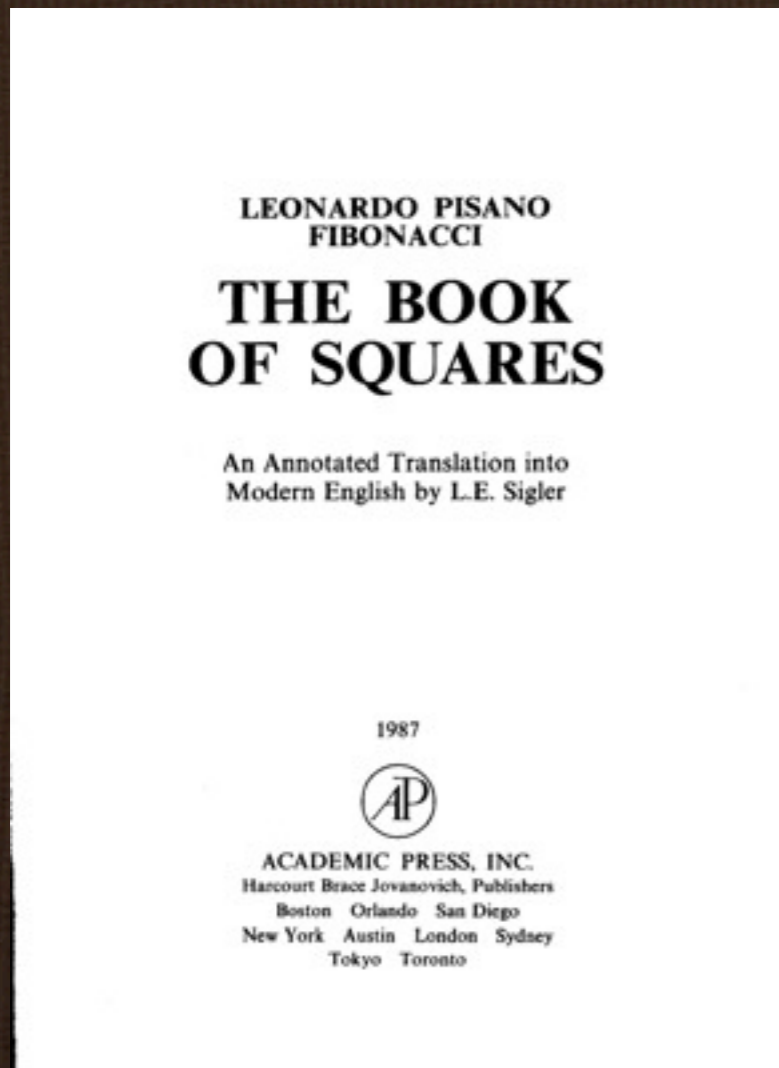 LEONARDO PISANO
FIBONACCI
THE BOOK
OF SQUARES
An Annotated Translation into
Modern English by L.E. Sigler
1987
AP
ACADEMIC PRESS, INC.
Harcourt Brace Jovanovich, Publishers
Boston Orlando San Diego
New York Austin London Sydney
Tokyo Toronto